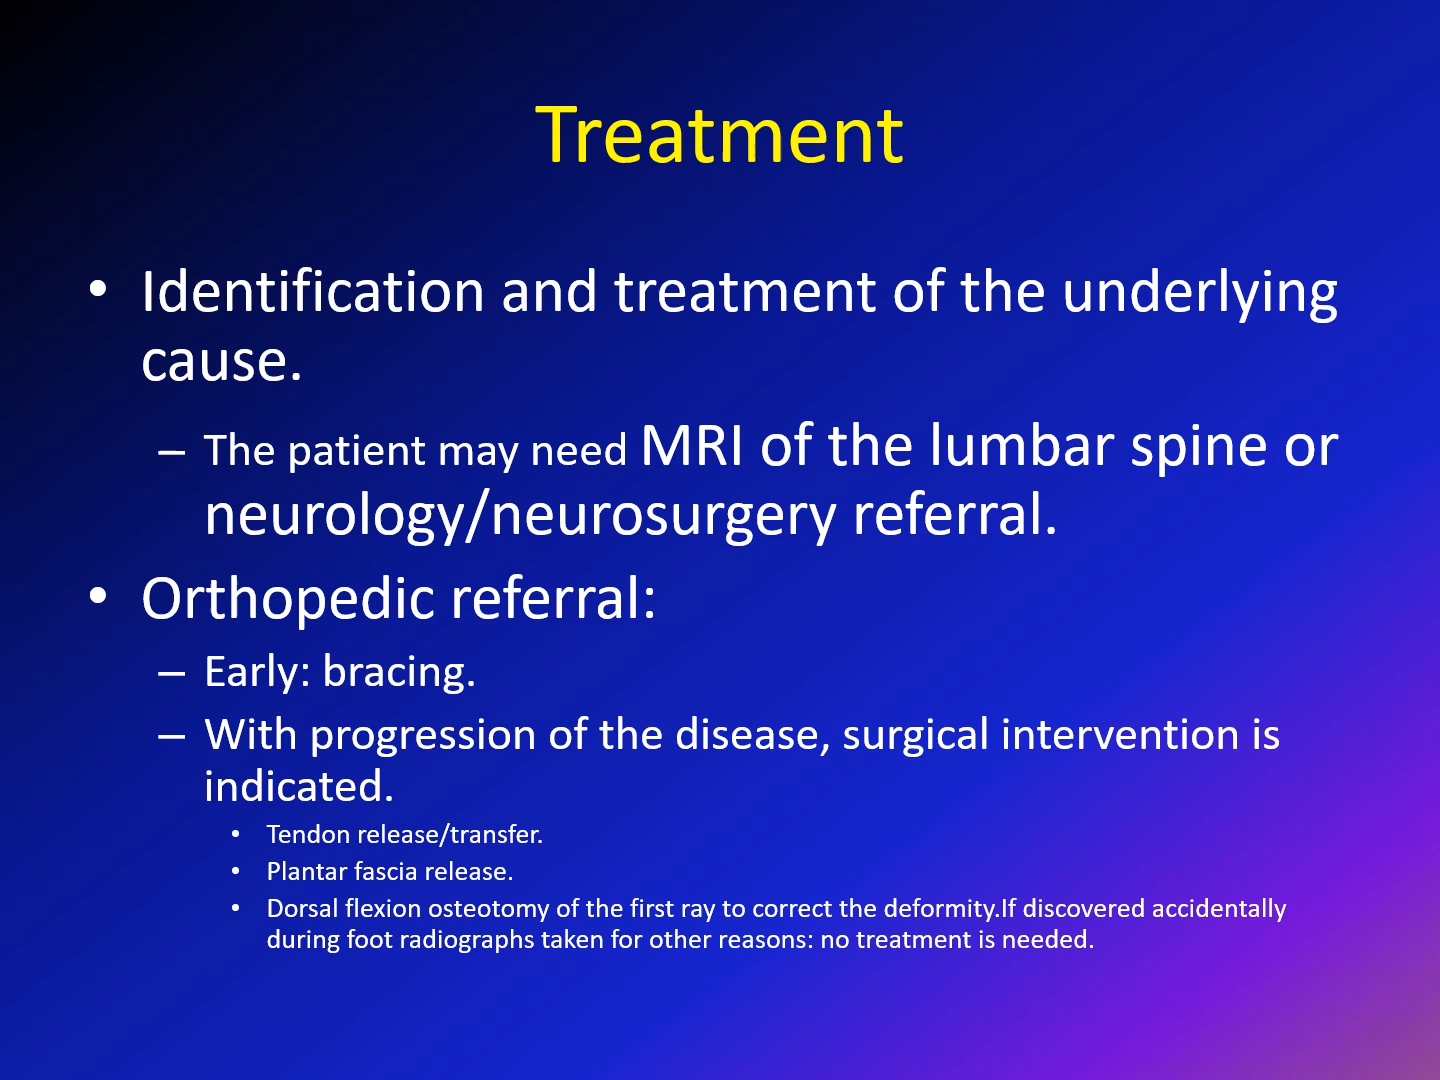 Treatment
• Identification and treatment of the underlying
cause.
– The patient may need MRI of the lumbar spine or
neurology/neurosurgery referral.
• Orthopedic referral:
– Early: bracing.
– With progression of the disease, surgical intervention is
indicated.
• Tendon release/transfer.
• Plantar fascia release.
• Dorsal flexion osteotomy of the first ray to correct the deformity.If discovered accidentally
during foot radiographs taken for other reasons: no treatment is needed.